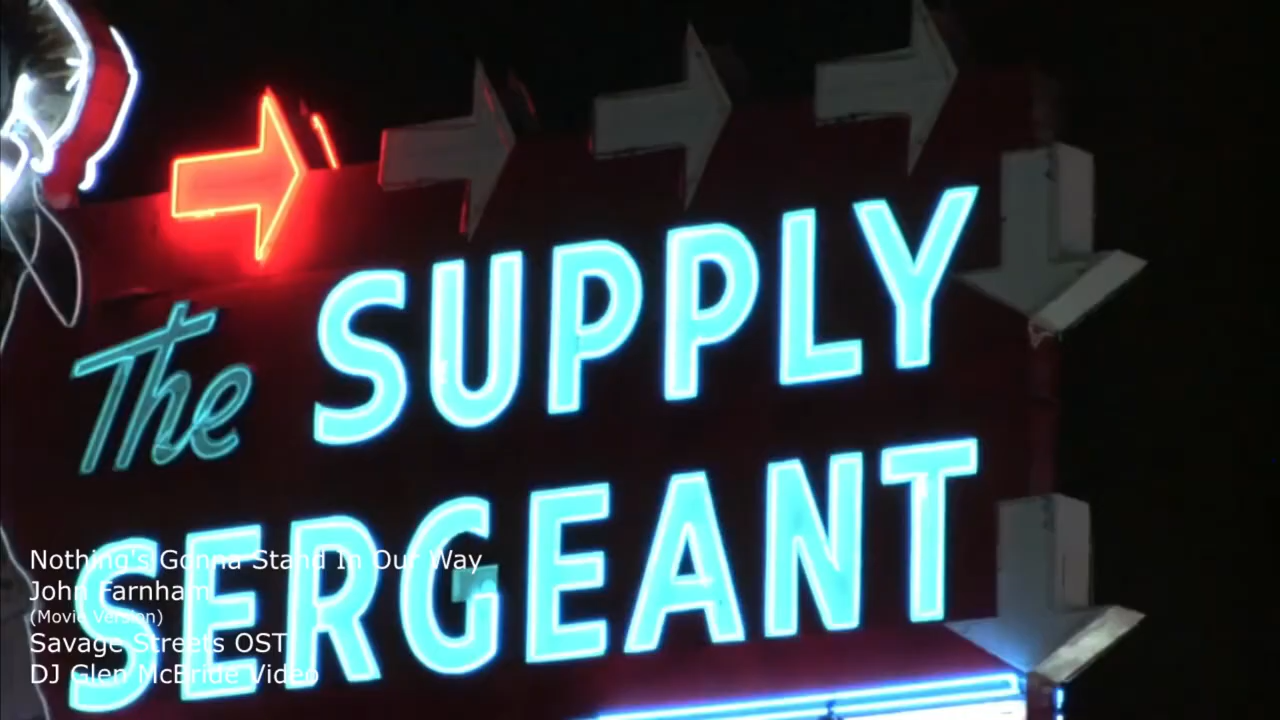 The SUPPLY
SERGEANT
Nothing's Gonna Stand In Our Way
John Farnham
(Movie Version)
Savage Streets OST
DJ Glen McBride Video